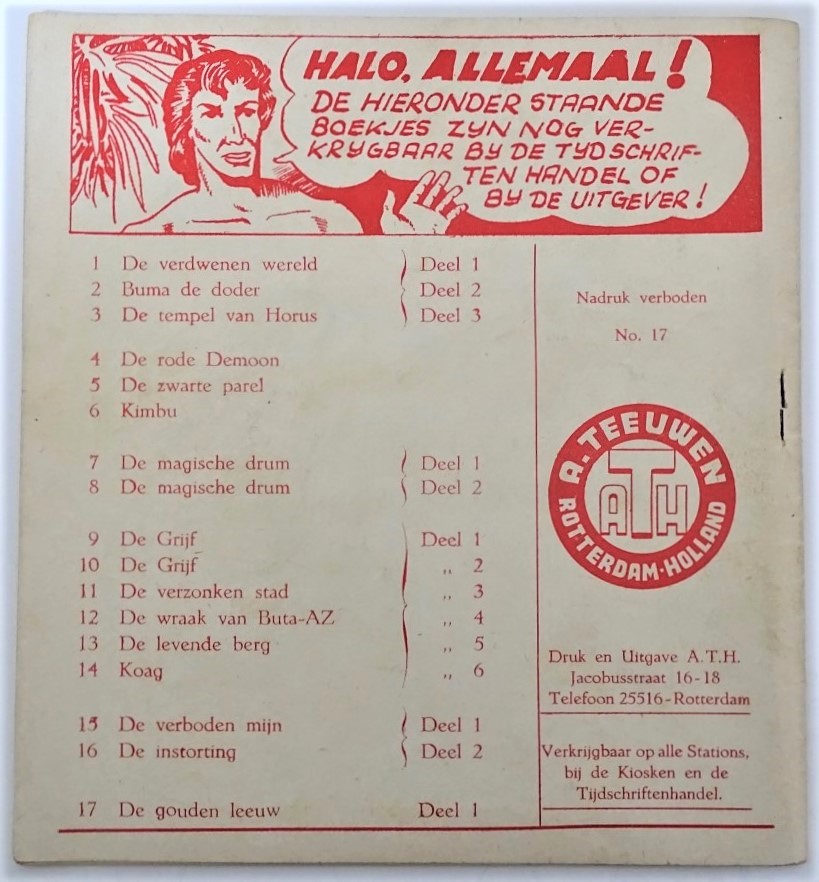 HALO, ALLEMAAL!
DE HIERONDER STAANDE
BOEKJES ZYN NOG VER-
KRYGBAAR BY DE TYDSCHRIF-
TEN HANDEL OF
BY DE UITGEVER!
1 De verdwenen wereld Deel 1
2 Buma de doder Deel 2
3 De tempel van Horus Deel 3
4 De rode Demoon
5 De zwarte parel
6 Kimbu
7 De magische drum Deel 1
8 De magische drum Deel 2
9 De Grijf Deel 1
10 De Grijf „ 2
11 De verzonken stad „ 3
12 De wraak van Buta-AZ „ 4
13 De levende berg „ 5
14 Koag „ 6
15 De verboden mijn Deel 1
16 De instorting Deel 2
17 De gouden leeuw Deel 1
Nadruk verboden
No. 17
A. TEEUWEN
ATH
ROTTERDAM-HOLLAND
Druk en Uitgave A.T.H.
Jacobusstraat 16-18
Telefoon 25516-Rotterdam
Verkrijgbaar op alle Stations,
bij de Kiosken en de
Tijdschriftenhandel.